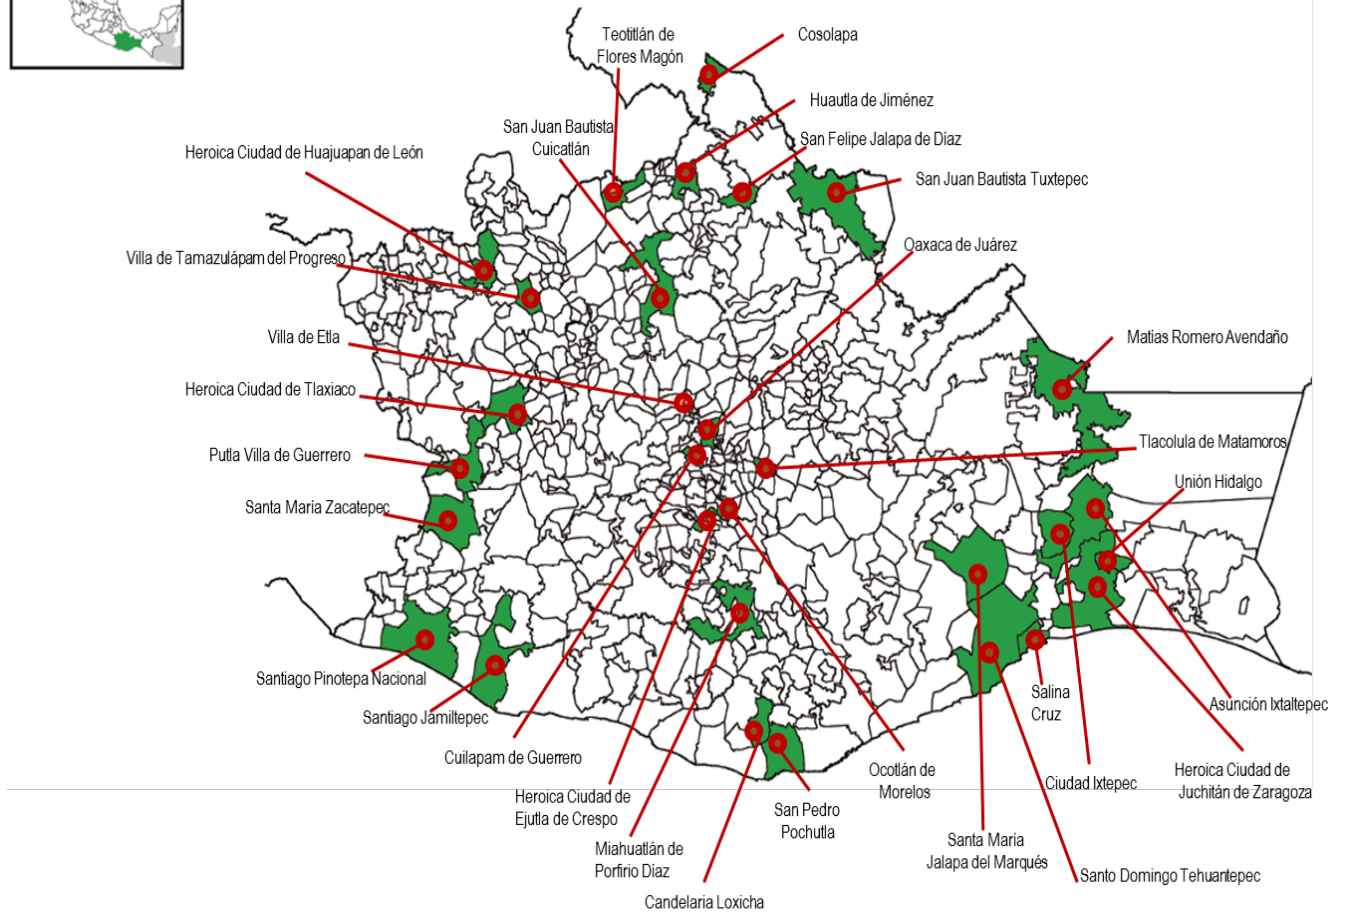 Teotitlán de
Flores Magón
Cosolapa
Huautla de Jiménez
San Juan Bautista
Cuicatlán
San Felipe Jalapa de Díaz
Heroica Ciudad de Huajuapan de León
San Juan Bautista Tuxtepec
Oaxaca de Juárez
Villa de Tamazulápam del Progreso
Villa de Etla
Matías Romero Avendaño
Heroica Ciudad de Tlaxiaco
Tlacolula de Matamoros
Putla Villa de Guerrero
Unión Hidalgo
Santa María Zacatepec
Santiago Pinotepa Nacional
Salina
Cruz
Asunción Ixtaltepec
Santiago Jamiltepec
Cuilapam de Guerrero
Ocotlán de
Morelos
Ciudad Ixtepec
Heroica Ciudad de
Juchitán de Zaragoza
Heroica Ciudad de
Ejutla de Crespo
San Pedro
Pochutla
Santa María
Jalapa del Marqués
Miahuatlán de
Porfirio Díaz
Santo Domingo Tehuantepec
Candelaria Loxicha